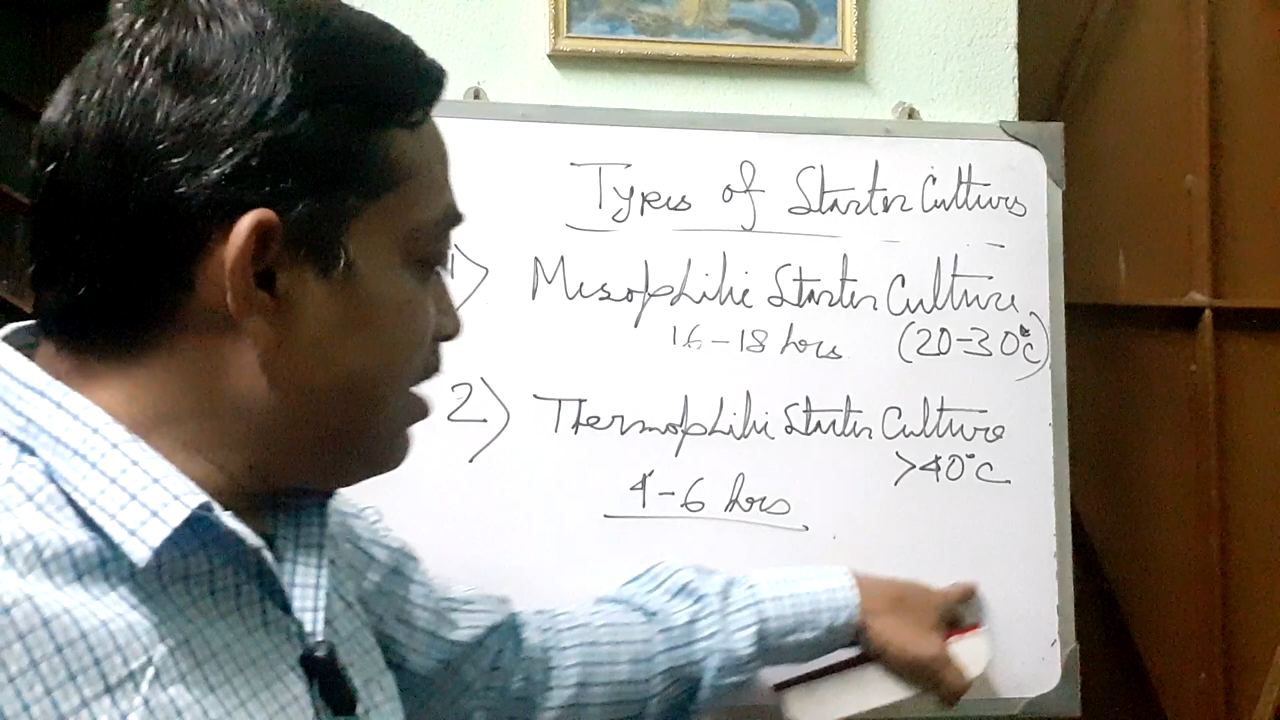 Types of Starter Cultures
1) Mesophilic Starter Culture
16-18 hrs (20-30°C)
2) Thermophilic Starter Culture
>40°C
4-6 hrs